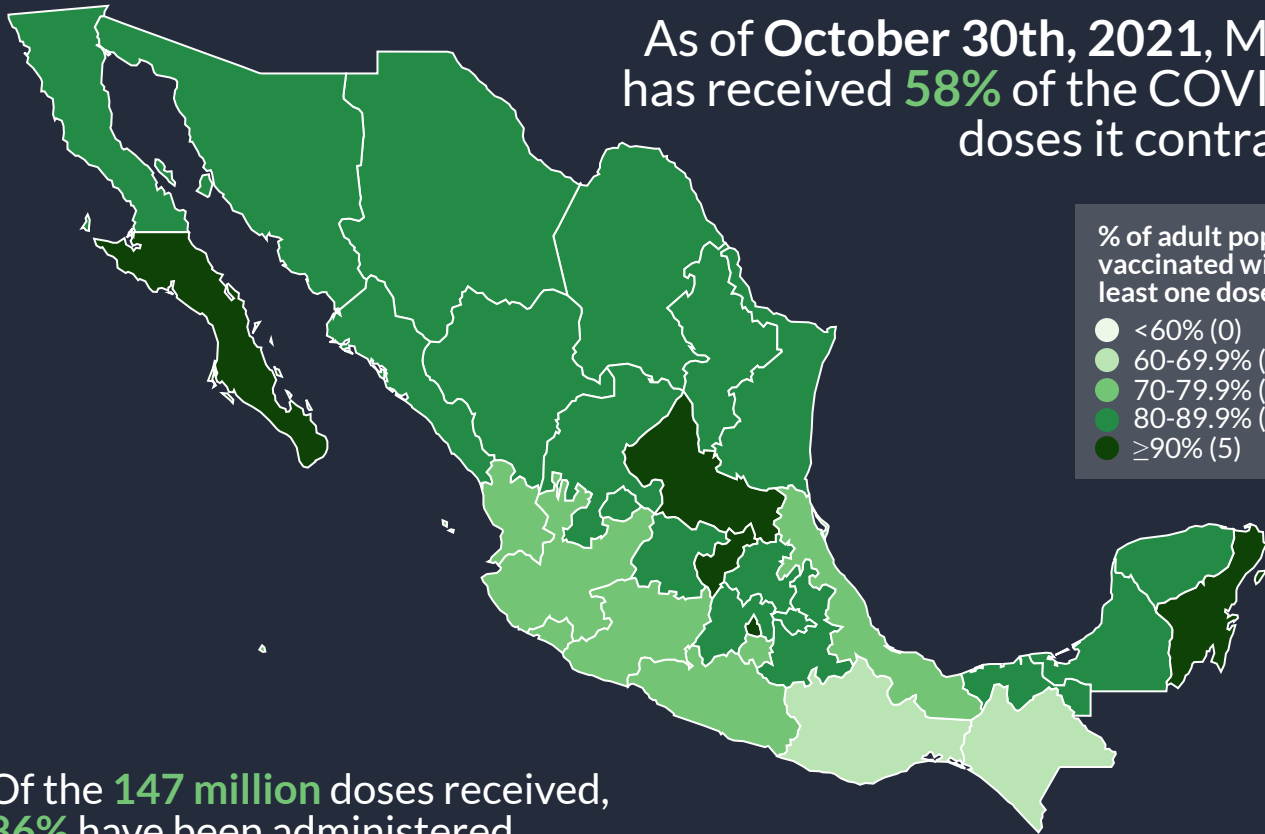 As of October 30th, 2021, M
has received 58% of the COVI
doses it contra
% of adult pop
vaccinated wi
least one dose
<60% (0)
60-69.9% (
70-79.9% (
80-89.9% (
≥90% (5)
Of the 147 million doses received,
86% have been administered